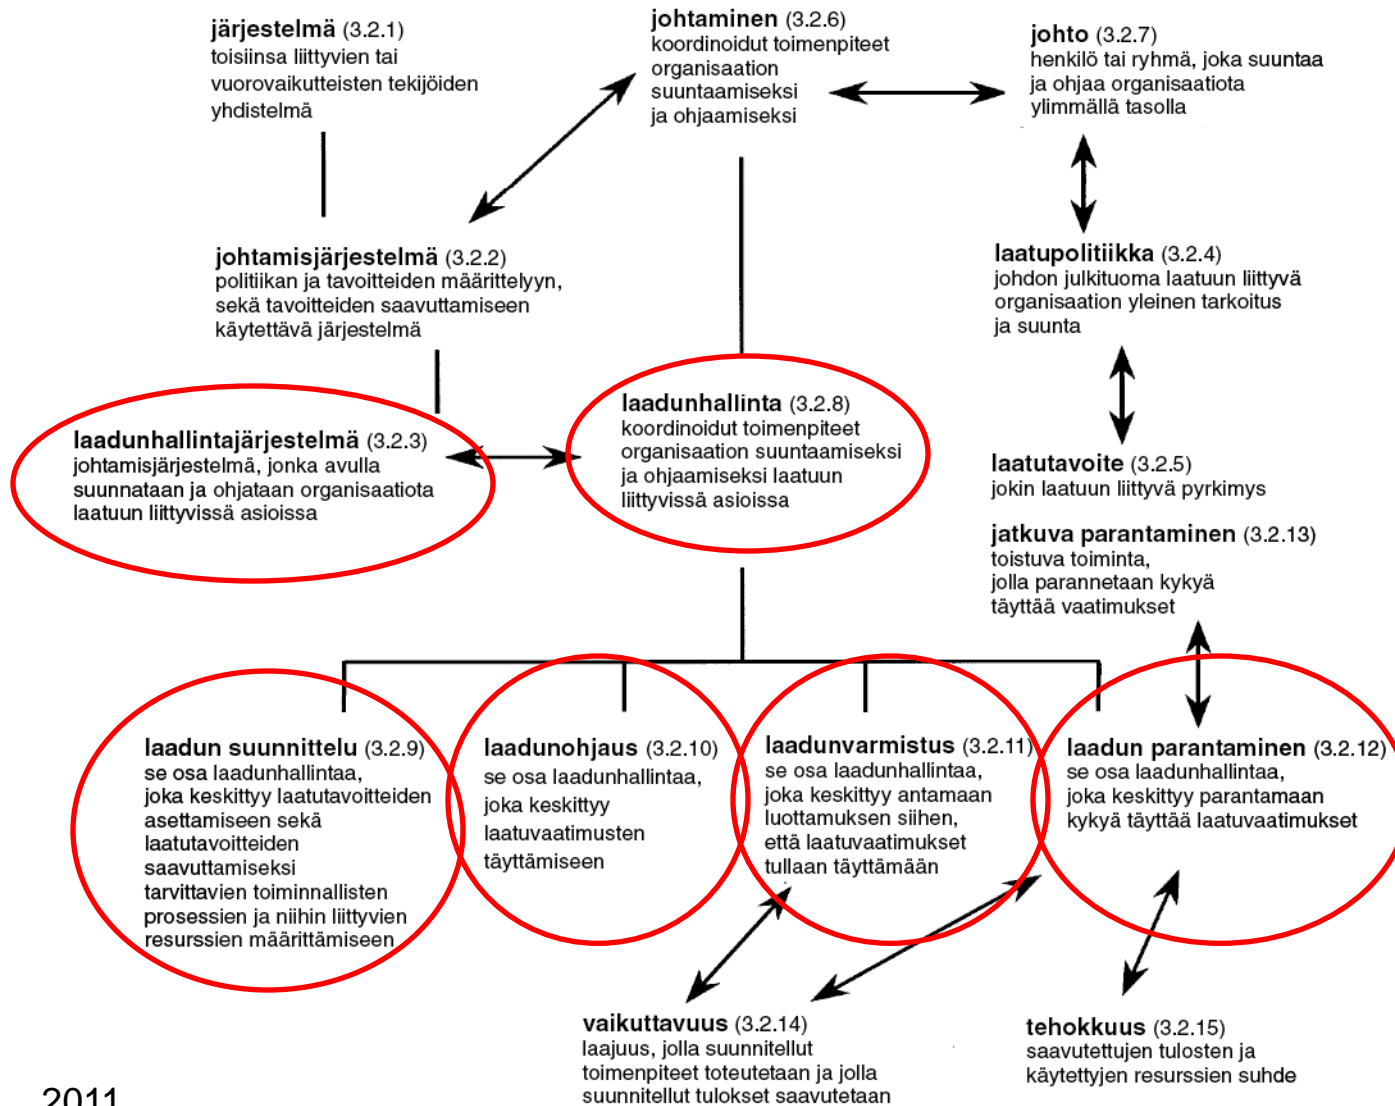 järjestelmä (3.2.1)
toisiinsa liittyvien tai
vuorovaikutteisten tekijöiden
yhdistelmä
johtaminen (3.2.6)
koordinoidut toimenpiteet
organisaation
suuntaamiseksi
ja ohjaamiseksi
johto (3.2.7)
henkilö tai ryhmä, joka suuntaa
ja ohjaa organisaatiota
ylimmällä tasolla
johtamisjärjestelmä (3.2.2)
politiikan ja tavoitteiden määrittelyyn,
sekä tavoitteiden saavuttamiseen
käytettävä järjestelmä
laatupolitiikka (3.2.4)
johdon julkituoma laatuun liittyvä
organisaation yleinen tarkoitus
ja suunta
laadunhallintajärjestelmä (3.2.3)
johtamisjärjestelmä, jonka avulla
suunnataan ja ohjataan organisaatiota
laatuun liittyvissä asioissa
laadunhallinta (3.2.8)
koordinoidut toimenpiteet
organisaation suuntaamiseksi
ja ohjaamiseksi laatuun
liittyvissä asioissa
laatutavoite (3.2.5)
jokin laatuun liittyvä pyrkimys
jatkuva parantaminen (3.2.13)
toistuva toiminta,
jolla parannetaan kykyä
täyttää vaatimukset
laadun suunnittelu (3.2.9)
se osa laadunhallintaa,
joka keskittyy laatutavoitteiden
asettamiseen sekä
laatutavoitteiden
saavuttamiseksi
tarvittavien toiminnallisten
prosessien ja niihin liittyvien
resurssien määrittämiseen
laadunohjaus (3.2.10)
se osa laadunhallintaa,
joka keskittyy
laatuvaatimusten
täyttämiseen
laadunvarmistus (3.2.11)
se osa laadunhallintaa,
joka keskittyy antamaan
luottamuksen siihen,
että laatuvaatimukset
tullaan täyttämään
laadun parantaminen (3.2.12)
se osa laadunhallintaa,
joka keskittyy parantamaan
kykyä täyttää laatuvaatimukset
vaikuttavuus (3.2.14)
laajuus, jolla suunnitellut
toimenpiteet toteutetaan ja jolla
suunnitellut tulokset saavutetaan
tehokkuus (3.2.15)
saavutettujen tulosten ja
käytettyjen resurssien suhde
2011